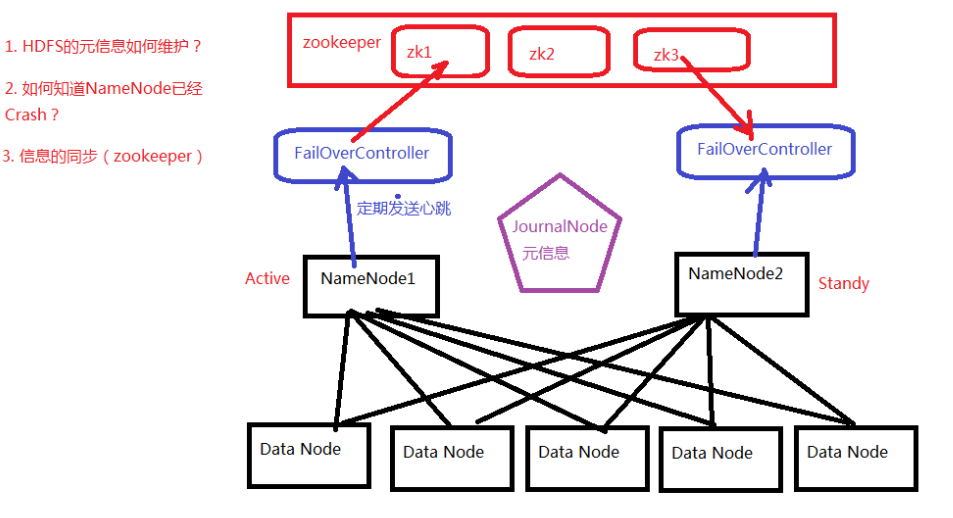 1. HDFS的元信息如何维护？
2. 如何知道NameNode已经
Crash？
3. 信息的同步（zookeeper）
zookeeper
zk1
zk2
zk3
FailOverController
FailOverController
定期发送心跳
JournalNode
元信息
Active
NameNode1
NameNode2
Standy
Data Node
Data Node
Data Node
Data Node
Data Node